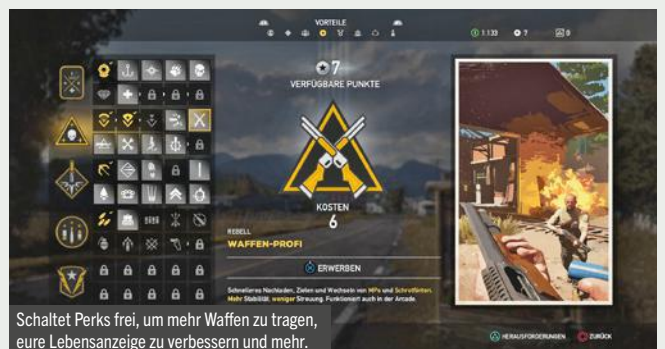 VORTEILE
1.133 7 0
7
VERFÜGBARE PUNKTE
KOSTEN
6
REBELL
WAFFEN-PROFI
ERWERBEN
Schnelleres Nachladen, Zielen und Wechseln von MPs und Schrotflinten.
Mehr Stabilität, weniger Streuung. Funktioniert auch in der Arcade.
HERAUSFORDERUNGEN ZURÜCK
Schaltet Perks frei, um mehr Waffen zu tragen,
eure Lebensanzeige zu verbessern und mehr.